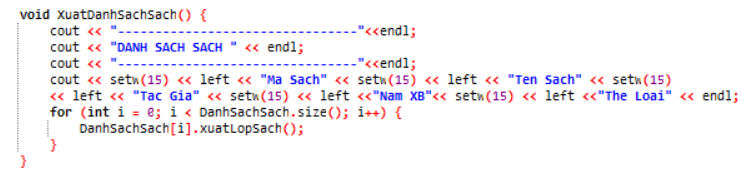 void XuatDanhSachSach() {
cout << "---------------------------------"<<endl;
cout << "DANH SACH SACH " << endl;
cout << "---------------------------------"<<endl;
cout << setw(15) << left << "Ma Sach" << setw(15) << left << "Ten Sach" << setw(15)
<< left << "Tac Gia" << setw(15) << left <<"Nam XB"<< setw(15) << left <<"The Loai" << endl;
for (int i = 0; i < DanhSachSach.size(); i++) {
DanhSachSach[i].xuatLopSach();
}
}